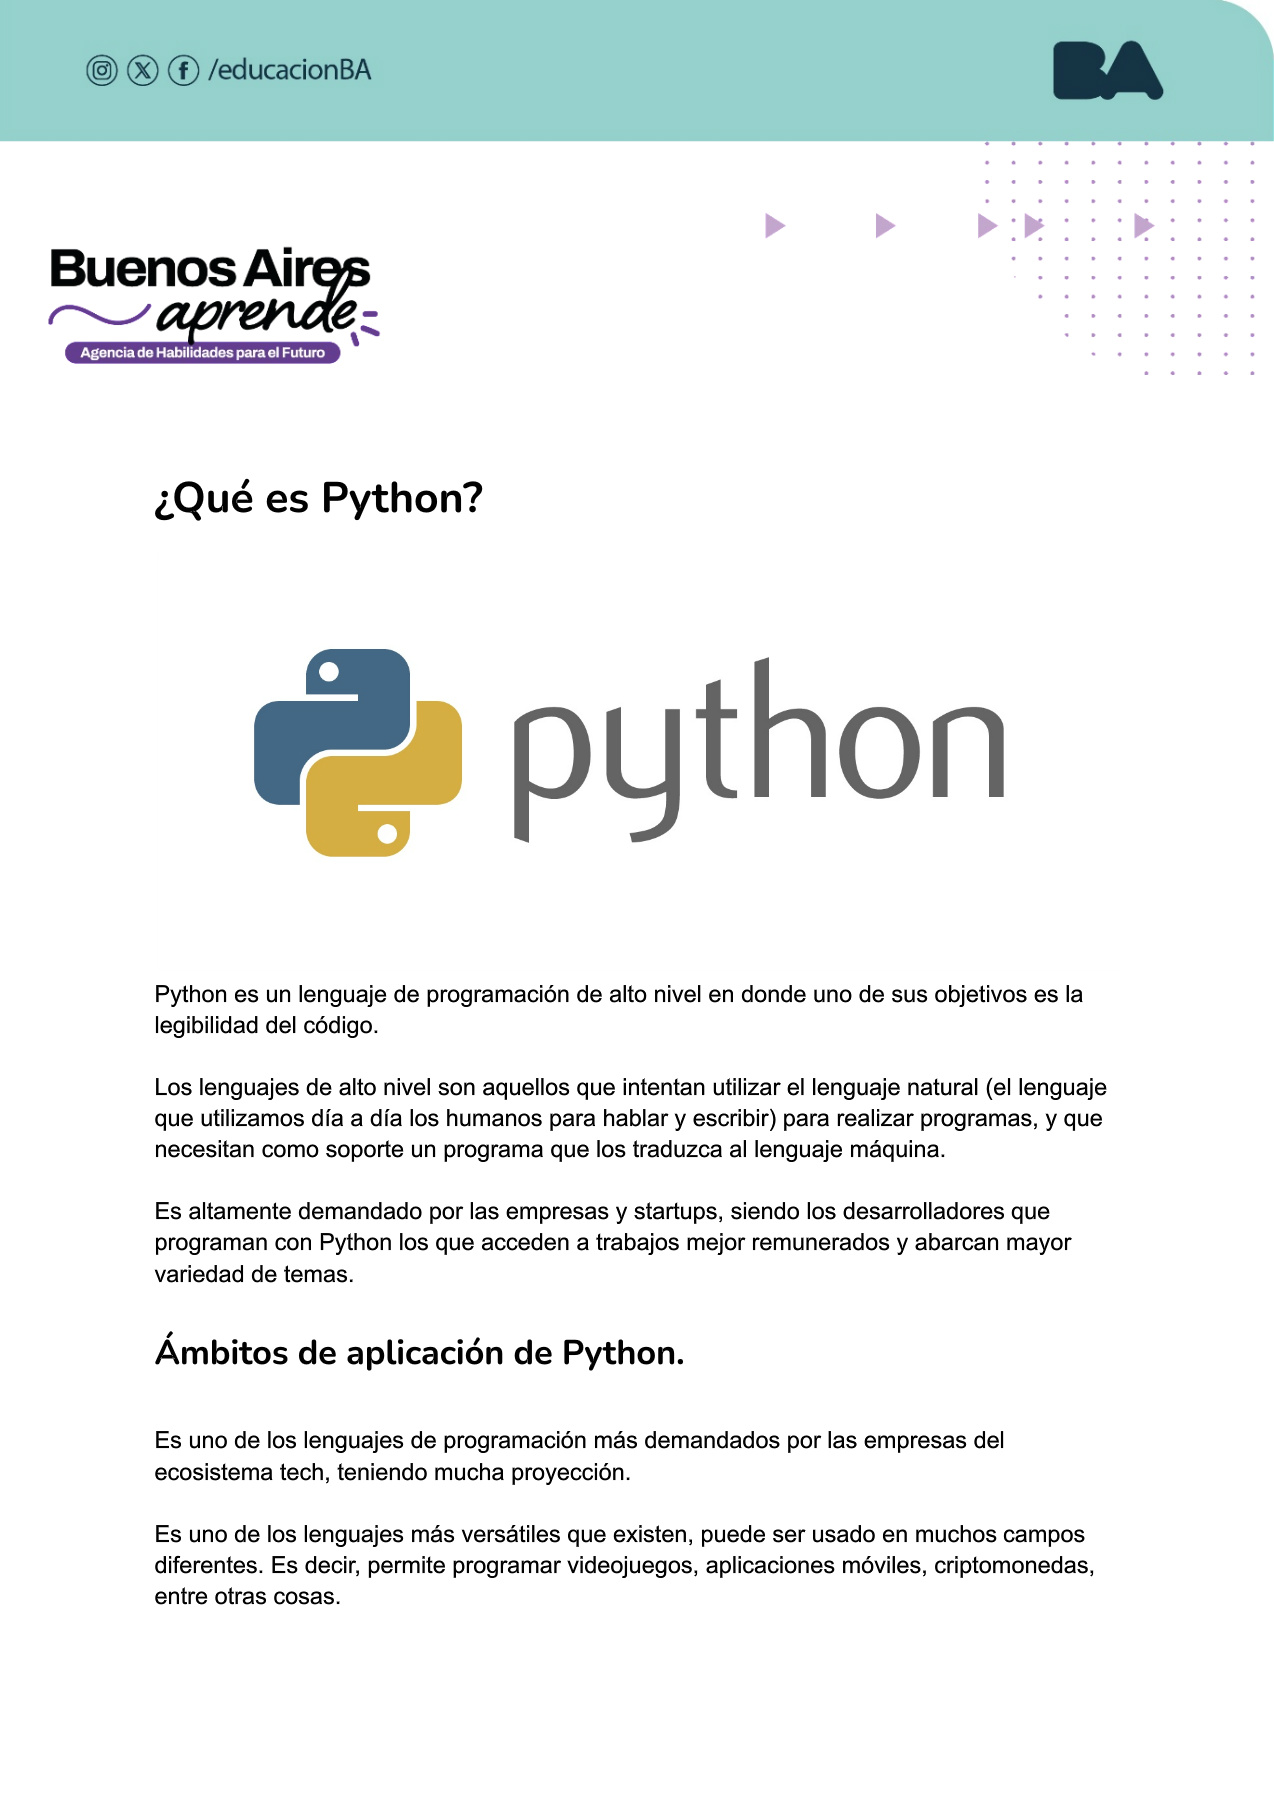 /educacionBA
BA
Buenos Aires
aprende
Agencia de Habilidades para el Futuro
¿Qué es Python?
python
Python es un lenguaje de programación de alto nivel en donde uno de sus objetivos es la
legibilidad del código.
Los lenguajes de alto nivel son aquellos que intentan utilizar el lenguaje natural (el lenguaje
que utilizamos día a día los humanos para hablar y escribir) para realizar programas, y que
necesitan como soporte un programa que los traduzca al lenguaje máquina.
Es altamente demandado por las empresas y startups, siendo los desarrolladores que
programan con Python los que acceden a trabajos mejor remunerados y abarcan mayor
variedad de temas.
Ámbitos de aplicación de Python.
Es uno de los lenguajes de programación más demandados por las empresas del
ecosistema tech, teniendo mucha proyección.
Es uno de los lenguajes más versátiles que existen, puede ser usado en muchos campos
diferentes. Es decir, permite programar videojuegos, aplicaciones móviles, criptomonedas,
entre otras cosas.